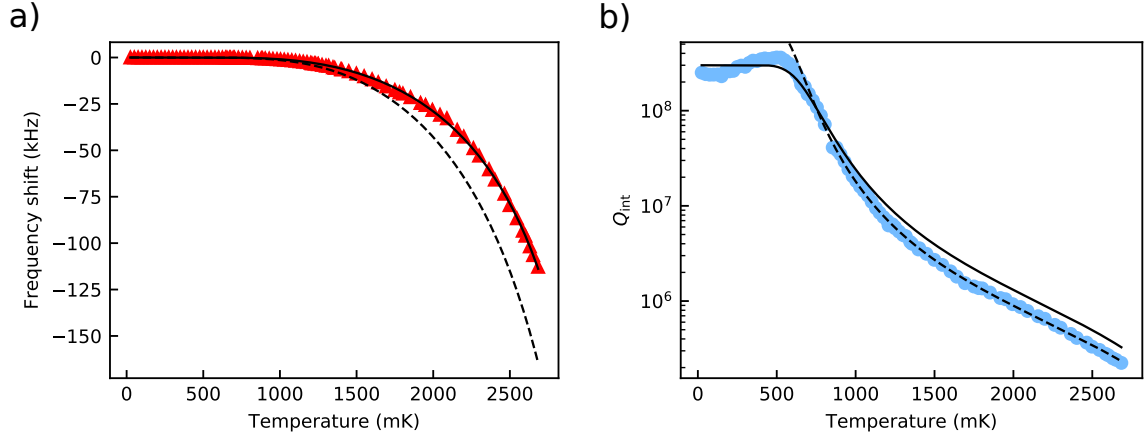 a)
0
−25
−50
−75
−100
−125
−150
Frequency shift (kHz)
0 500 1000 1500 2000 2500
Temperature (mK)
b)
10⁸
10⁷
10⁶
Q_int
0 500 1000 1500 2000 2500
Temperature (mK)